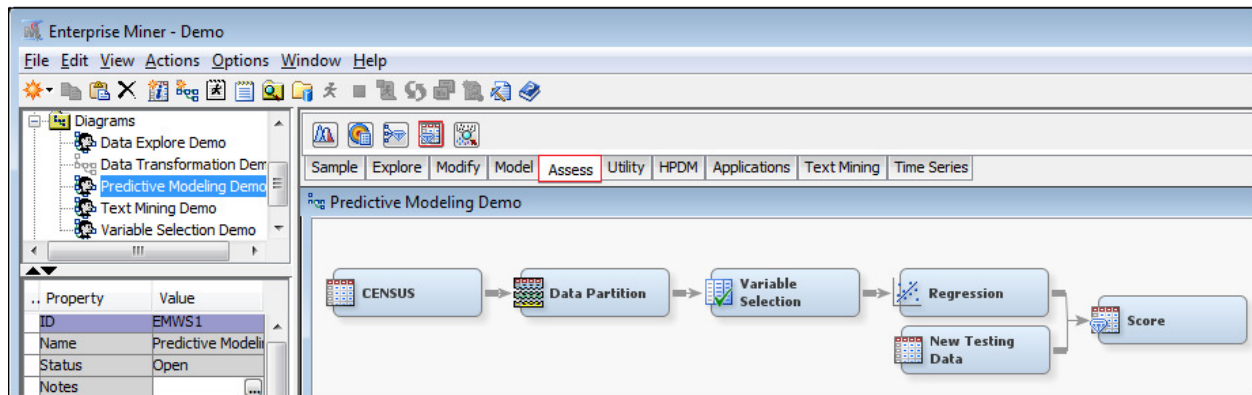 Enterprise Miner - Demo
File Edit View Actions Options Window Help
Diagrams
Data Explore Demo
Data Transformation Dem
Predictive Modeling Demo
Text Mining Demo
Variable Selection Demo
.. Property Value
ID EMWS1
Name Predictive Modelin
Status Open
Notes ...
Sample Explore Modify Model Assess Utility HPDM Applications Text Mining Time Series
Predictive Modeling Demo
CENSUS
Data Partition
Variable
Selection
Regression
New Testing
Data
Score